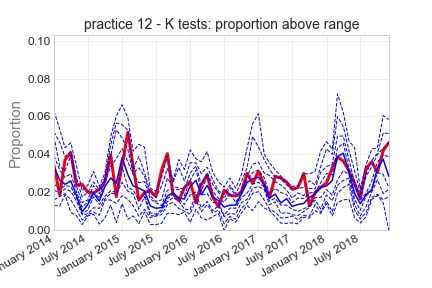 practice 12 - K tests: proportion above range
0.10
0.08
0.06
0.04
0.02
0.00
Proportion
nuary 2014
July 2014
January 2015
July 2015
January 2016
July 2016
January 2017
July 2017
January 2018
July 2018